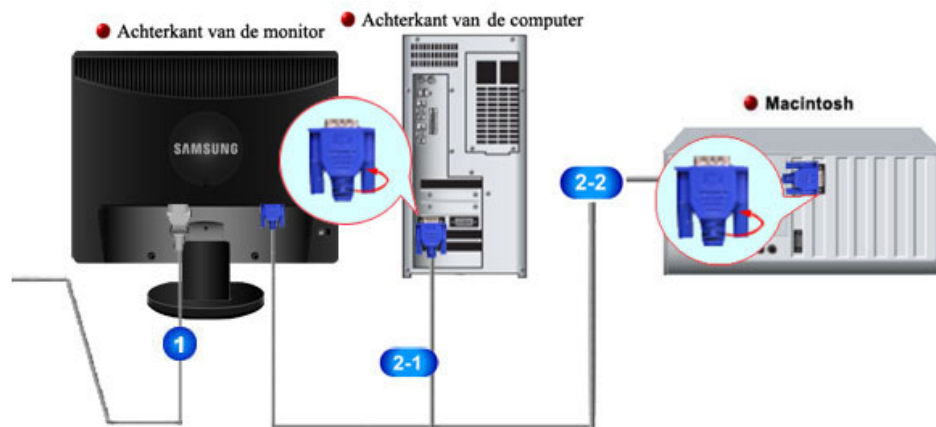 Achterkant van de monitor
Achterkant van de computer
Macintosh
SAMSUNG
2-2
1
2-1